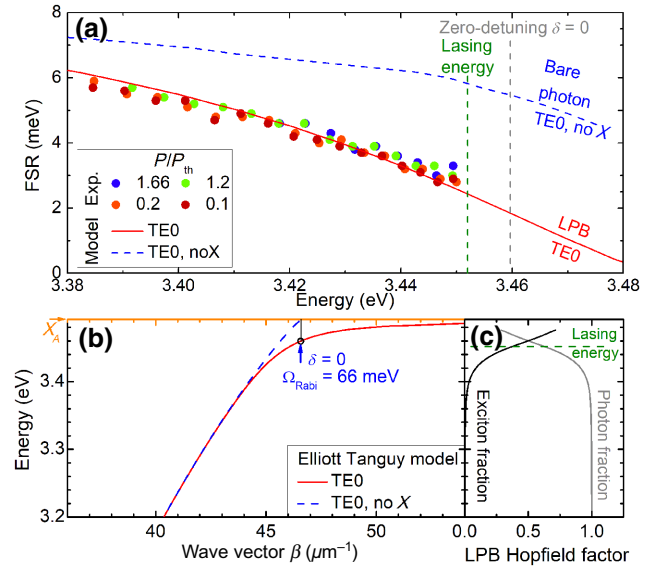 (a)
Zero-detuning δ = 0
Lasing
energy
Bare
photon
TE0, no X
LPB
TE0
8
6
4
2
0
FSR (meV)
P/Pth
Exp.
1.66
1.2
0.2
0.1
Model
TE0
TE0, noX
3.38
3.40
3.42
3.44
3.46
3.48
Energy (eV)
XA
(b)
δ = 0
ΩRabi = 66 meV
3.4
3.3
3.2
Energy (eV)
Elliott Tanguy model
TE0
TE0, no X
40
45
50
Wave vector β (μm⁻¹)
(c)
Lasing
energy
Exciton fraction
Photon fraction
0.0
0.5
1.0
LPB Hopfield factor